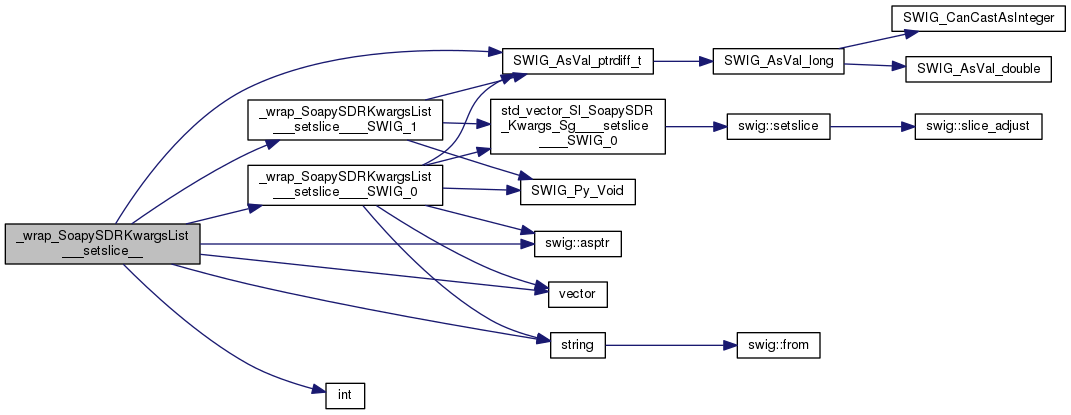 SWIG_CanCastAsInteger
SWIG_AsVal_ptrdiff_t
SWIG_AsVal_long
SWIG_AsVal_double
_wrap_SoapySDRKwargsList
___setslice____SWIG_1
std_vector_Sl_SoapySDR
_Kwargs_Sg____setslice
____SWIG_0
swig::setslice
swig::slice_adjust
_wrap_SoapySDRKwargsList
___setslice____SWIG_0
SWIG_Py_Void
_wrap_SoapySDRKwargsList
___setslice__
swig::asptr
vector
string
swig::from
int